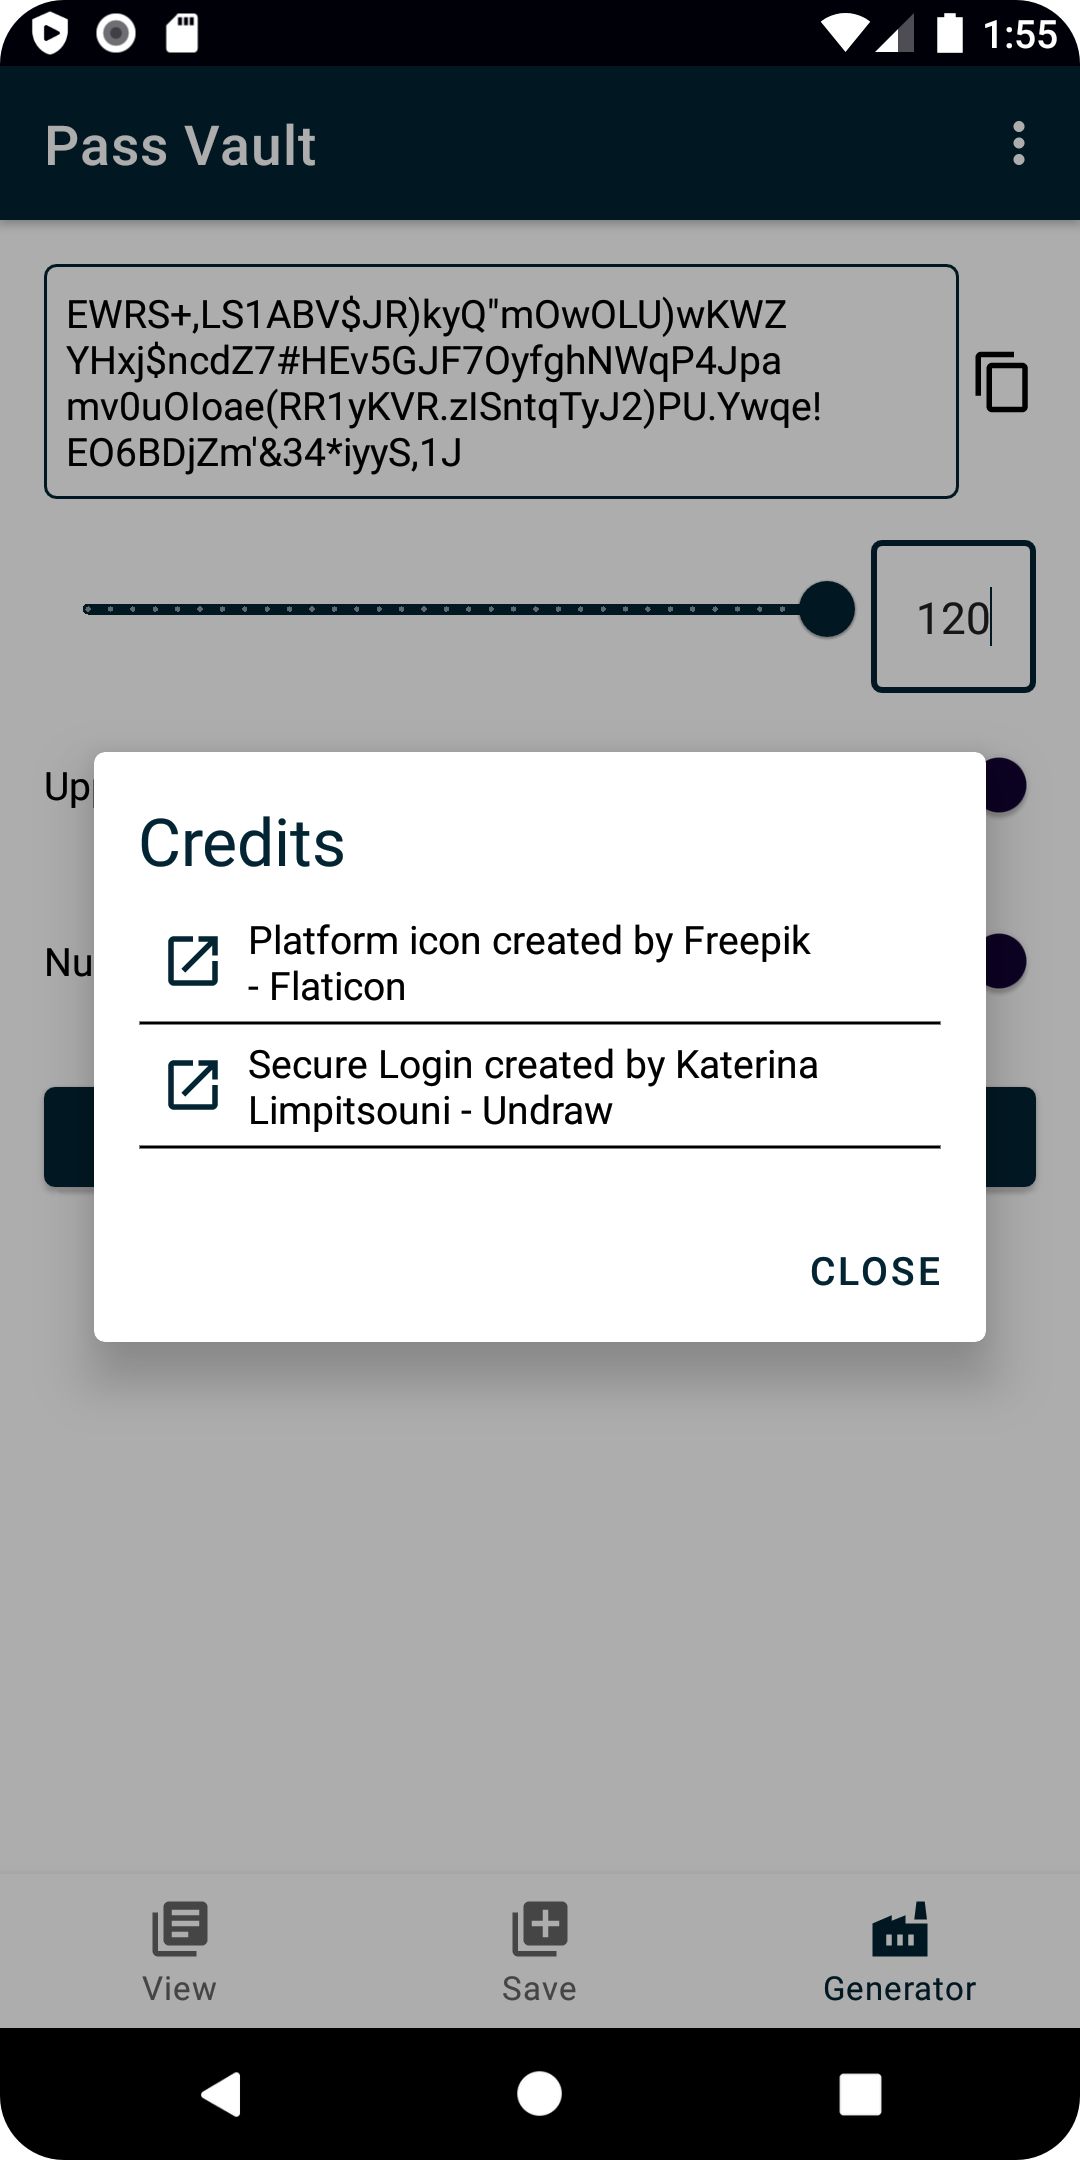 1:55
Pass Vault
EWRS+,LS1ABV$JR)kyQ"mOwOLU)wKWZ
YHxj$ncdZ7#HEv5GJF7OyfghNWqP4Jpa
mv0uOIoae(RR1yKVR.zISntqTyJ2)PU.Ywqe!
EO6BDjZm'&34*iyyS,1J
120
Credits
Platform icon created by Freepik
- Flaticon
Secure Login created by Katerina
Limpitsouni - Undraw
CLOSE
View
Save
Generator